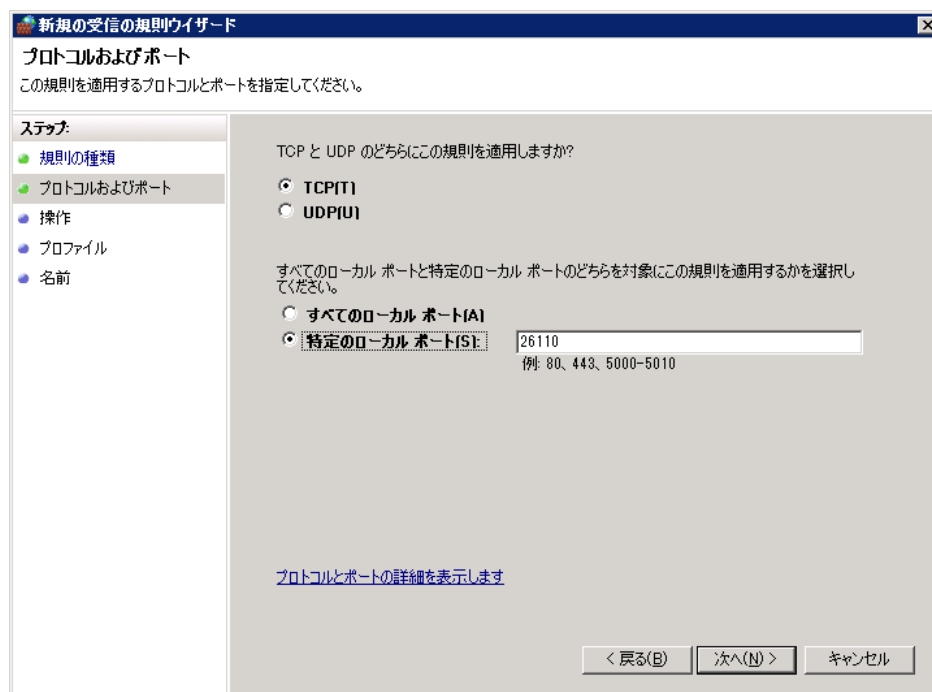 新規の受信の規則ウイザード
プロトコルおよびポート
この規則を適用するプロトコルとポートを指定してください。
ステップ:
規則の種類
プロトコルおよびポート
操作
プロファイル
名前
TCP と UDP のどちらにこの規則を適用しますか?
TCP(T)
UDP(U)
すべてのローカル ポートと特定のローカル ポートのどちらを対象にこの規則を適用するかを選択し
てください。
すべてのローカル ポート(A)
特定のローカル ポート(S): 26110
例: 80、443、5000-5010
プロトコルとポートの詳細を表示します
< 戻る(B) 次へ(N) > キャンセル